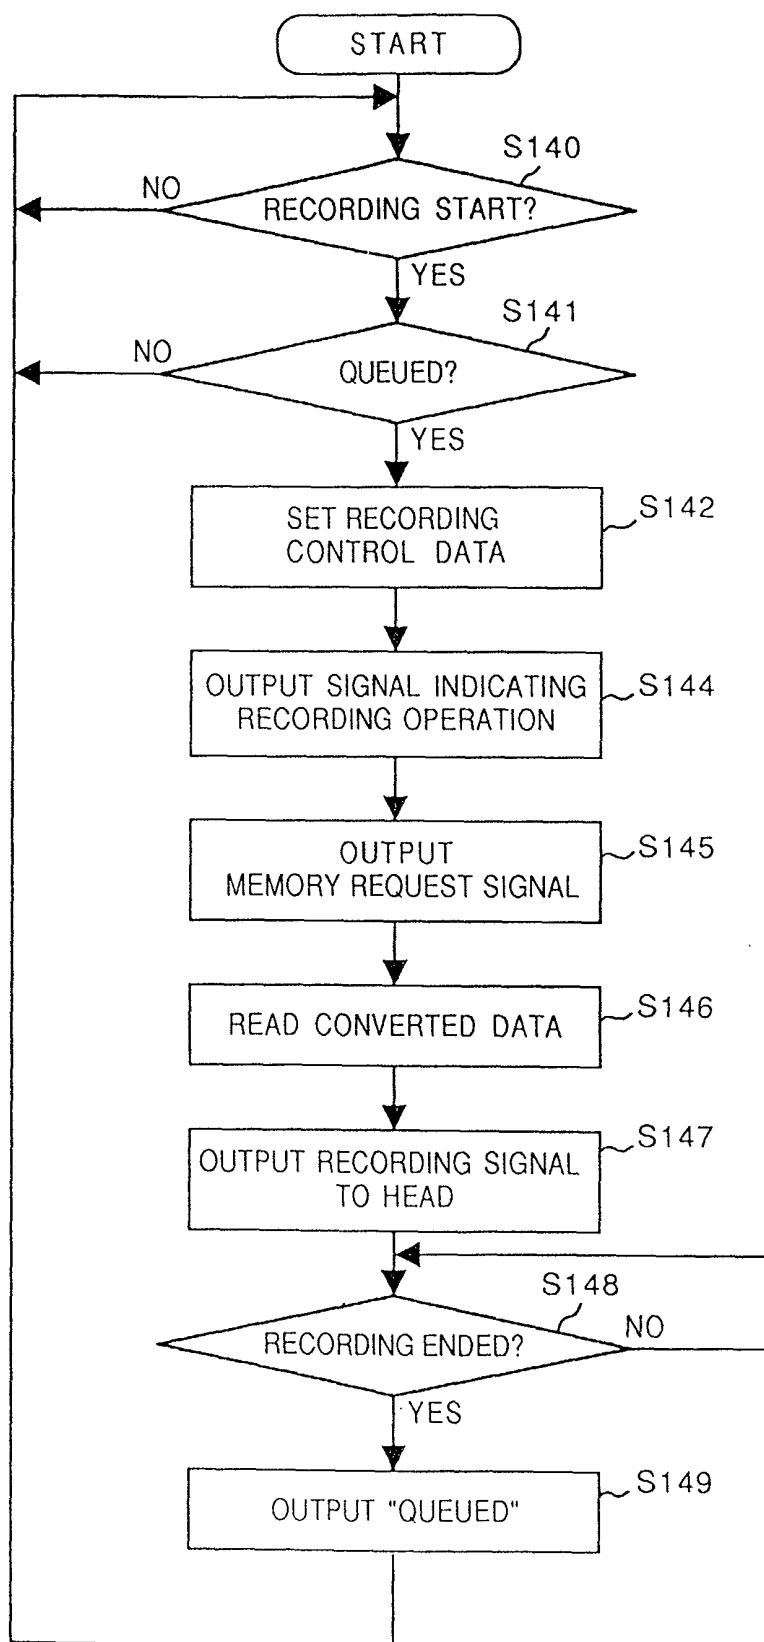 START
S140
NO
RECORDING START?
YES
S141
NO
QUEUED?
YES
SET RECORDING
CONTROL DATA
S142
OUTPUT SIGNAL INDICATING
RECORDING OPERATION
S144
OUTPUT
MEMORY REQUEST SIGNAL
S145
READ CONVERTED DATA
S146
OUTPUT RECORDING SIGNAL
TO HEAD
S147
S148
RECORDING ENDED?
NO
YES
OUTPUT "QUEUED"
S149